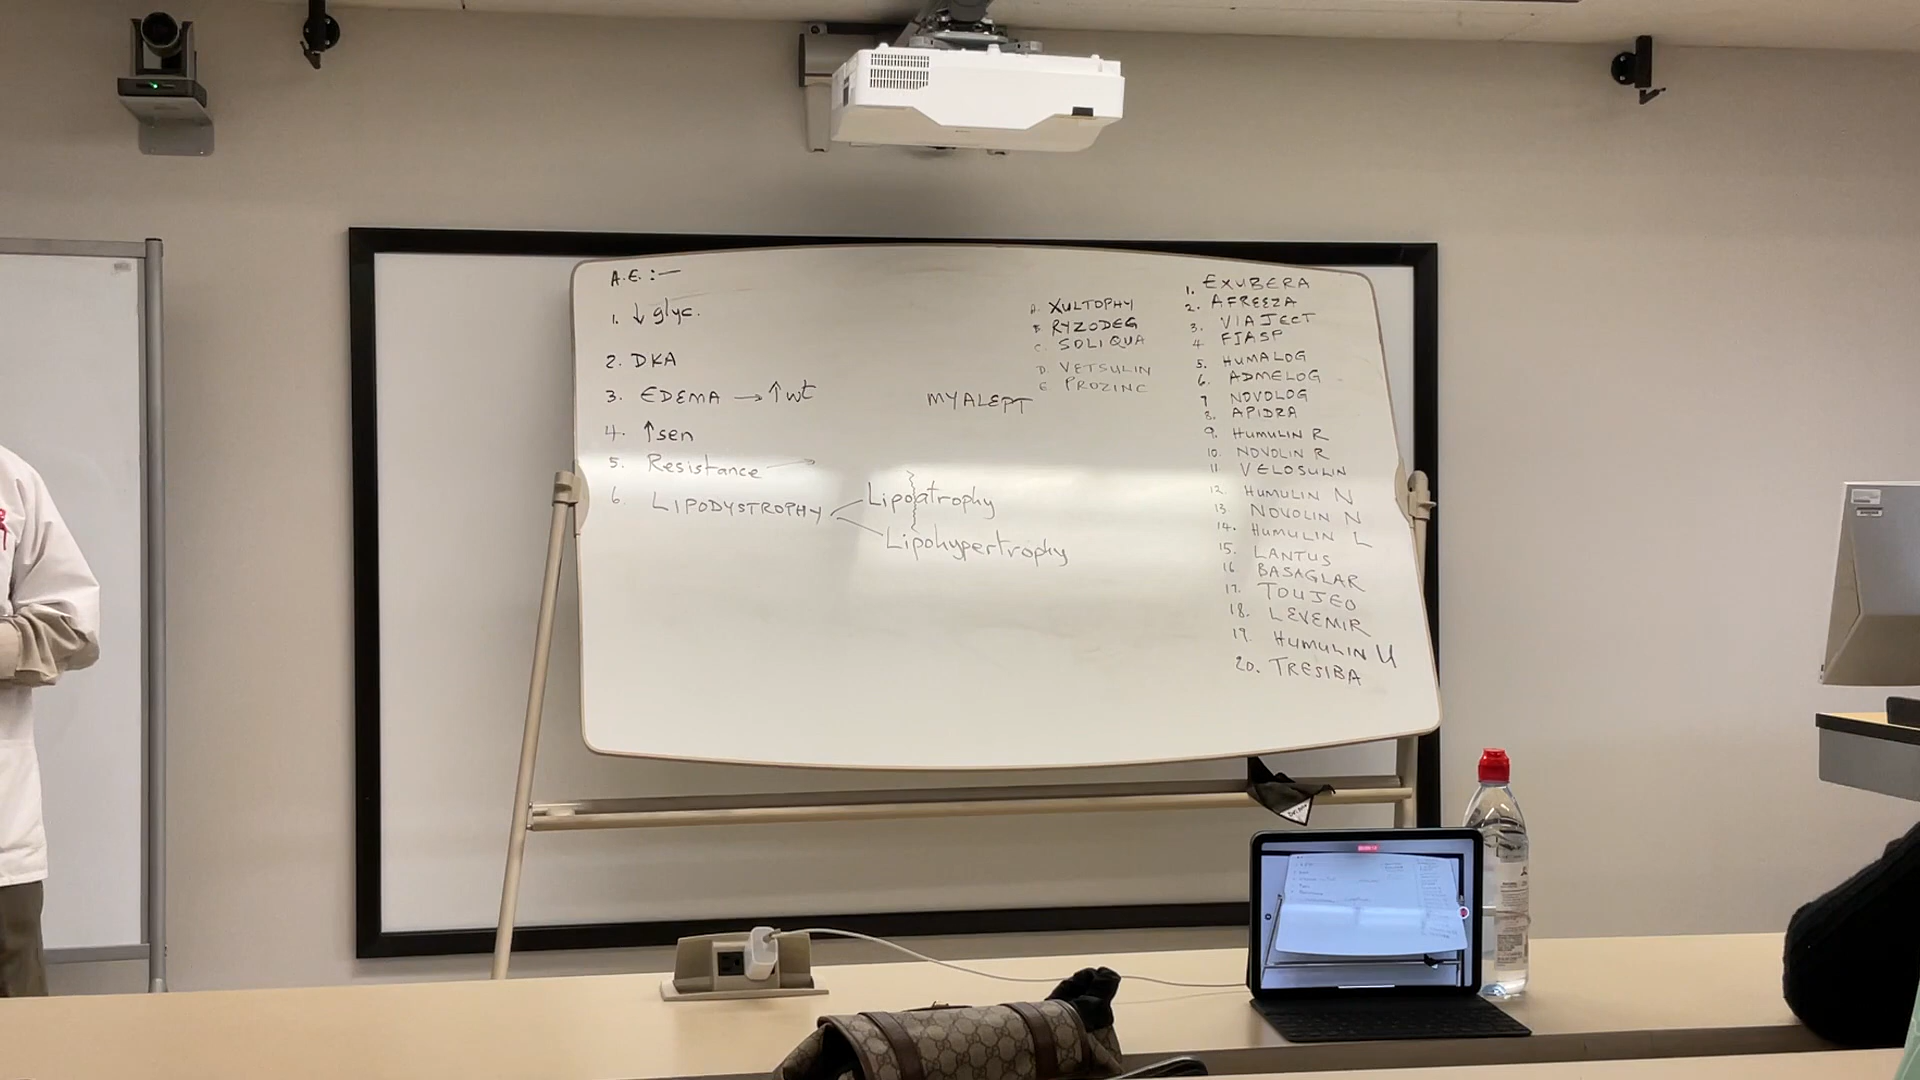 A.E. :—
1. ↓ glyc.
2. DKA
3. EDEMA → ↑ wt
4. ↑ sen
5. Resistance →
6. LIPODYSTROPHY
Lipoatrophy
Lipohypertrophy
MYALEPT
A. XULTOPHY
B RYZODEG
C. SOLIQUA
D. VETSULIN
E PROZINC
1. EXUBERA
2. AFREEZA
3. VIAJECT
4 FIASP
5. HUMALOG
6. ADMELOG
7 NOVOLOG
8. APIDRA
9. HUMULIN R
10. NOVOLIN R
11. VELOSULIN
12. HUMULIN N
13. NOVOLIN N
14. HUMULIN L
15. LANTUS
16. BASAGLAR
17. TOUJEO
18. LEVEMIR
19. HUMULIN U
20. TRESIBA